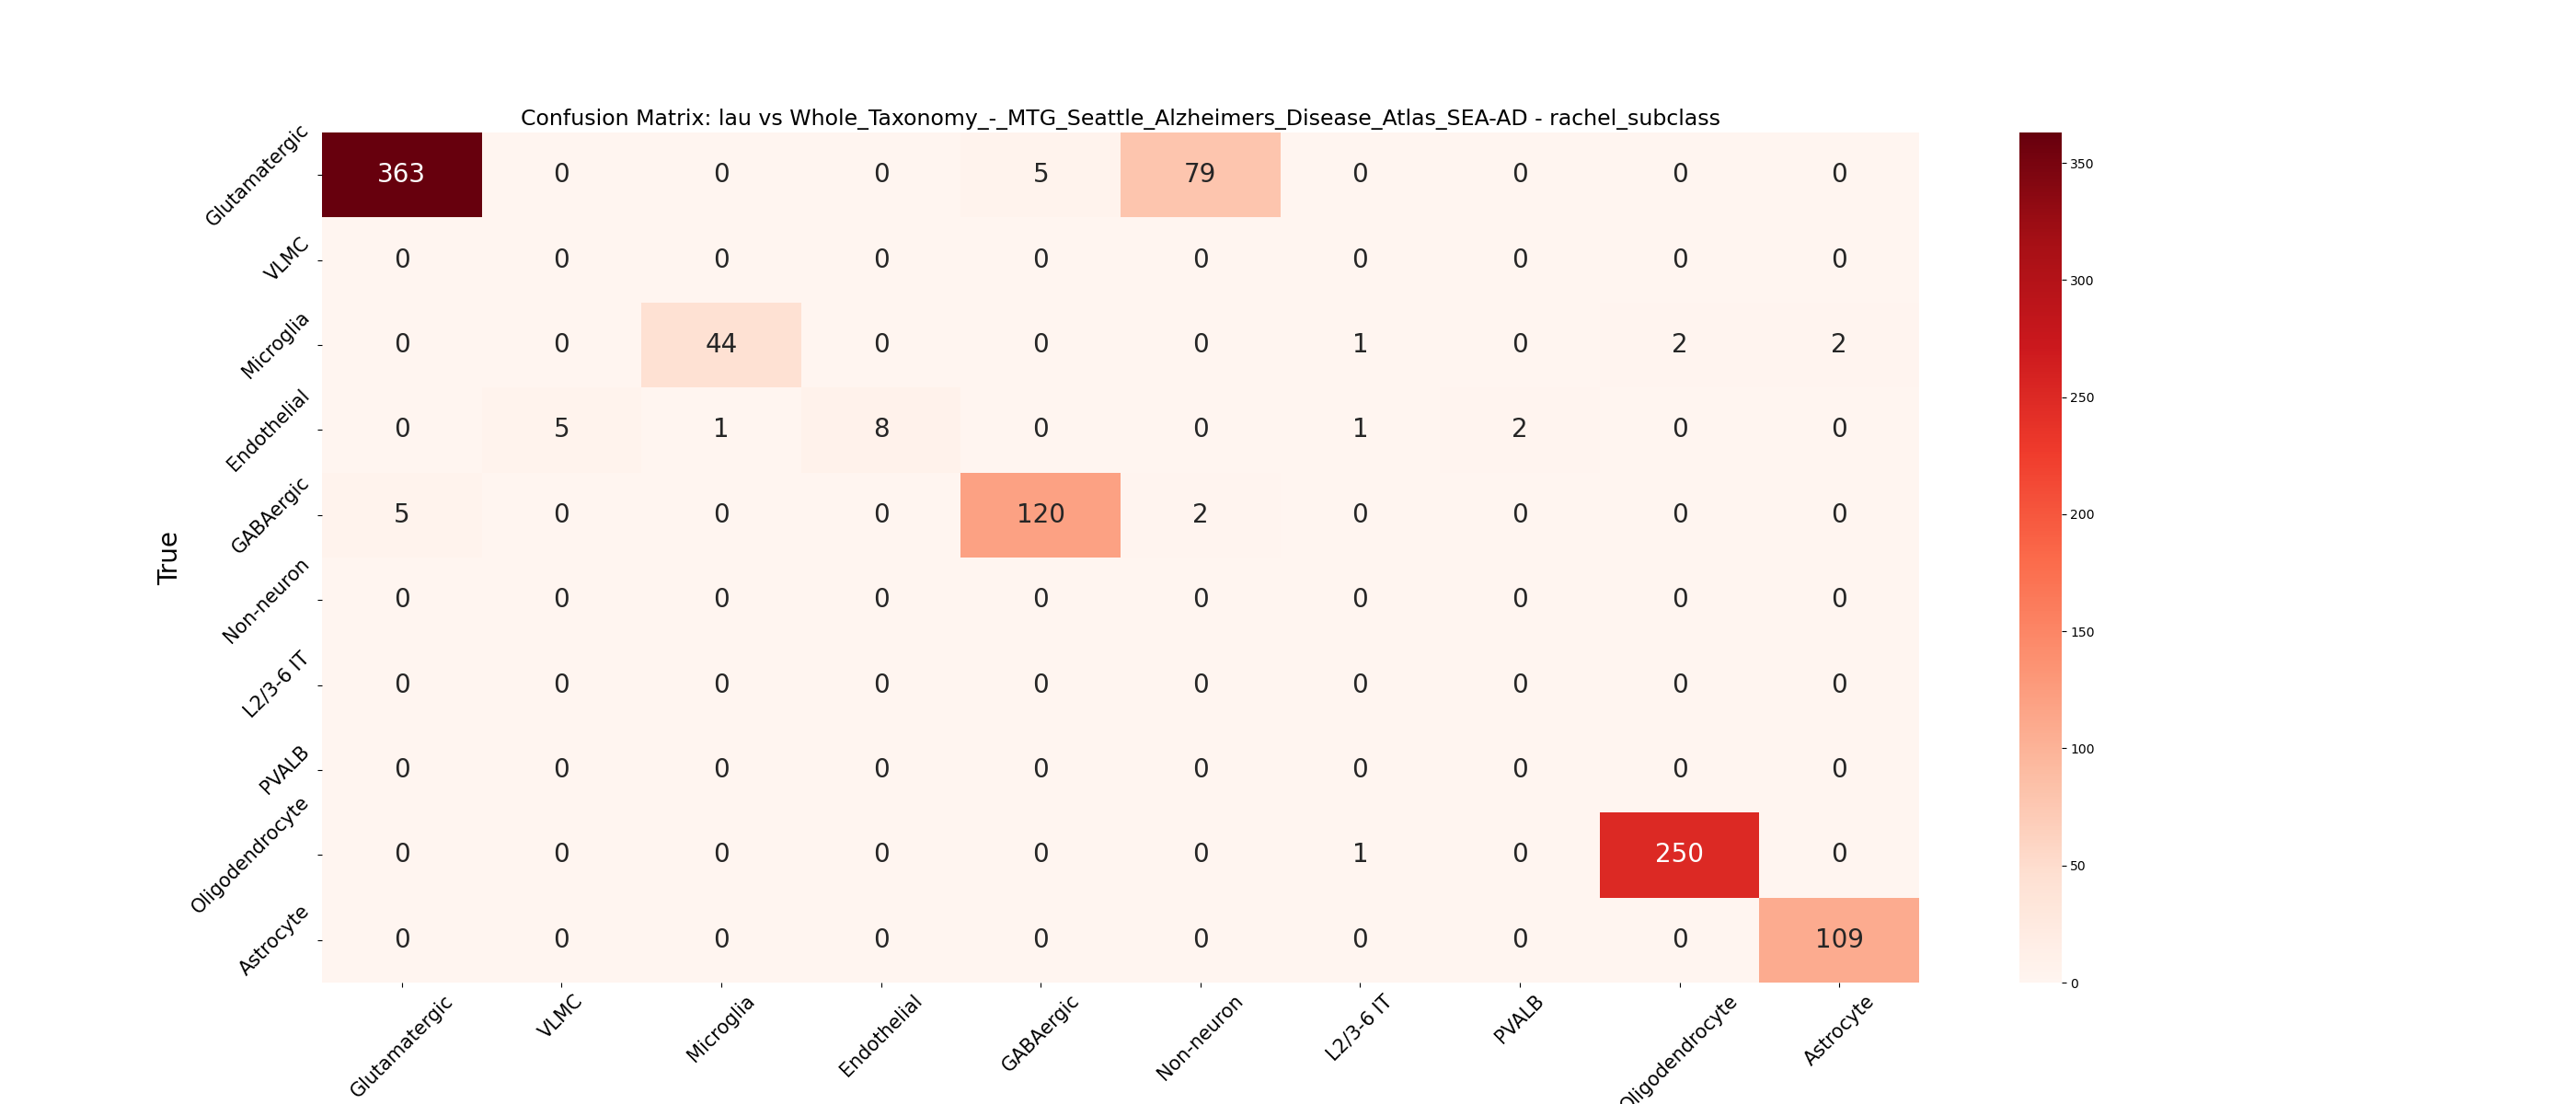 Confusion Matrix: lau vs Whole_Taxonomy_-_MTG_Seattle_Alzheimers_Disease_Atlas_SEA-AD - rachel_subclass
Glutamatergic 363 0 0 0 5 79 0 0 0 0
VLMC 0 0 0 0 0 0 0 0 0 0
Microglia 0 0 44 0 0 0 1 0 2 2
Endothelial 0 5 1 8 0 0 1 2 0 0
GABAergic 5 0 0 0 120 2 0 0 0 0
True
Non-neuron 0 0 0 0 0 0 0 0 0 0
L2/3-6 IT 0 0 0 0 0 0 0 0 0 0
PVALB 0 0 0 0 0 0 0 0 0 0
Oligodendrocyte 0 0 0 0 0 0 1 0 250 0
Astrocyte 0 0 0 0 0 0 0 0 0 109
Glutamatergic VLMC Microglia Endothelial GABAergic Non-neuron L2/3-6 IT PVALB Oligodendrocyte Astrocyte
350
300
250
200
150
100
50
0